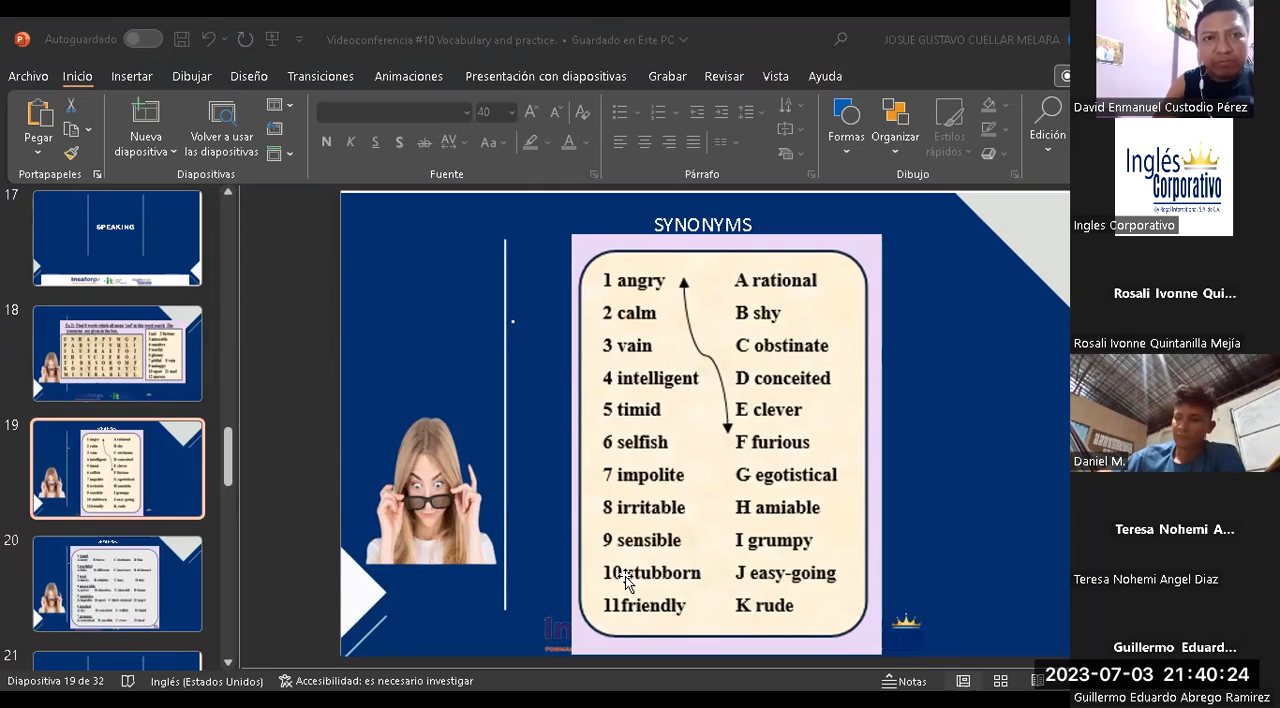 Autoguardado
Videoconferencia #10 Vocabulary and practice. • Guardado en Este PC
JOSUE GUSTAVO CUELLAR MELARA
Archivo Inicio Insertar Dibujar Diseño Transiciones Animaciones Presentación con diapositivas Grabar Revisar Vista Ayuda
Pegar
Nueva diapositiva
Volver a usar las diapositivas
40
N K S S ab AV Aa A
Formas
Organizar
Estilos rápidos
Edición
Portapapeles
Diapositivas
Fuente
Párrafo
Dibujo
17
SPEAKING
Insaforp
18
19
20
21
SYNONYMS
1 angry A rational
2 calm B shy
3 vain C obstinate
4 intelligent D conceited
5 timid E clever
6 selfish F furious
7 impolite G egotistical
8 irritable H amiable
9 sensible I grumpy
10 stubborn J easy-going
11friendly K rude
Diapositiva 19 de 32
Inglés (Estados Unidos)
Accesibilidad: es necesario investigar
Notas
David Enmanuel Custodio Pérez
Inglés
Corporativo
Ingles Corporativo
Rosali Ivonne Qui...
Rosali Ivonne Quintanilla Mejía
Daniel M.
Teresa Nohemi A...
Teresa Nohemi Angel Diaz
Guillermo Eduard...
2023-07-03 21:40:24
Guillermo Eduardo Abrego Ramirez